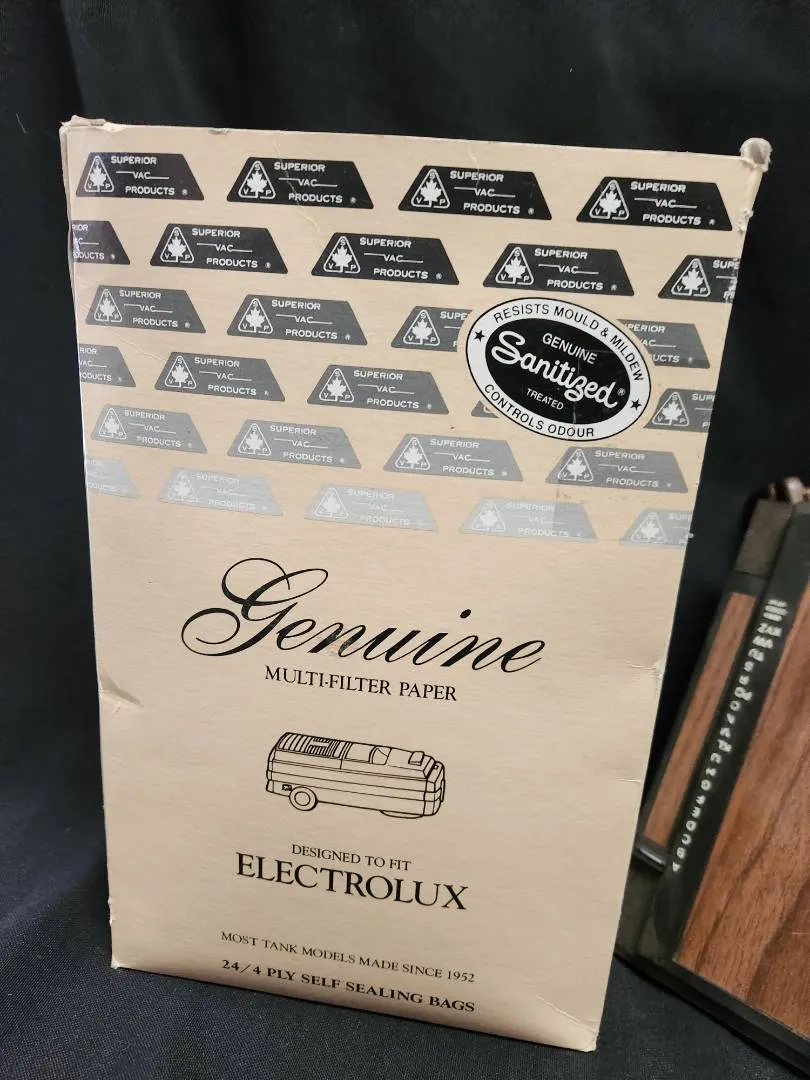 SUPERIOR
VAC
PRODUCTS ®
S
V P
RESISTS MOULD & MILDEW
GENUINE
Sanitized®
TREATED
CONTROLS ODOUR
Genuine
MULTI-FILTER PAPER
DESIGNED TO FIT
ELECTROLUX
MOST TANK MODELS MADE SINCE 1952
24/4 PLY SELF SEALING BAGS